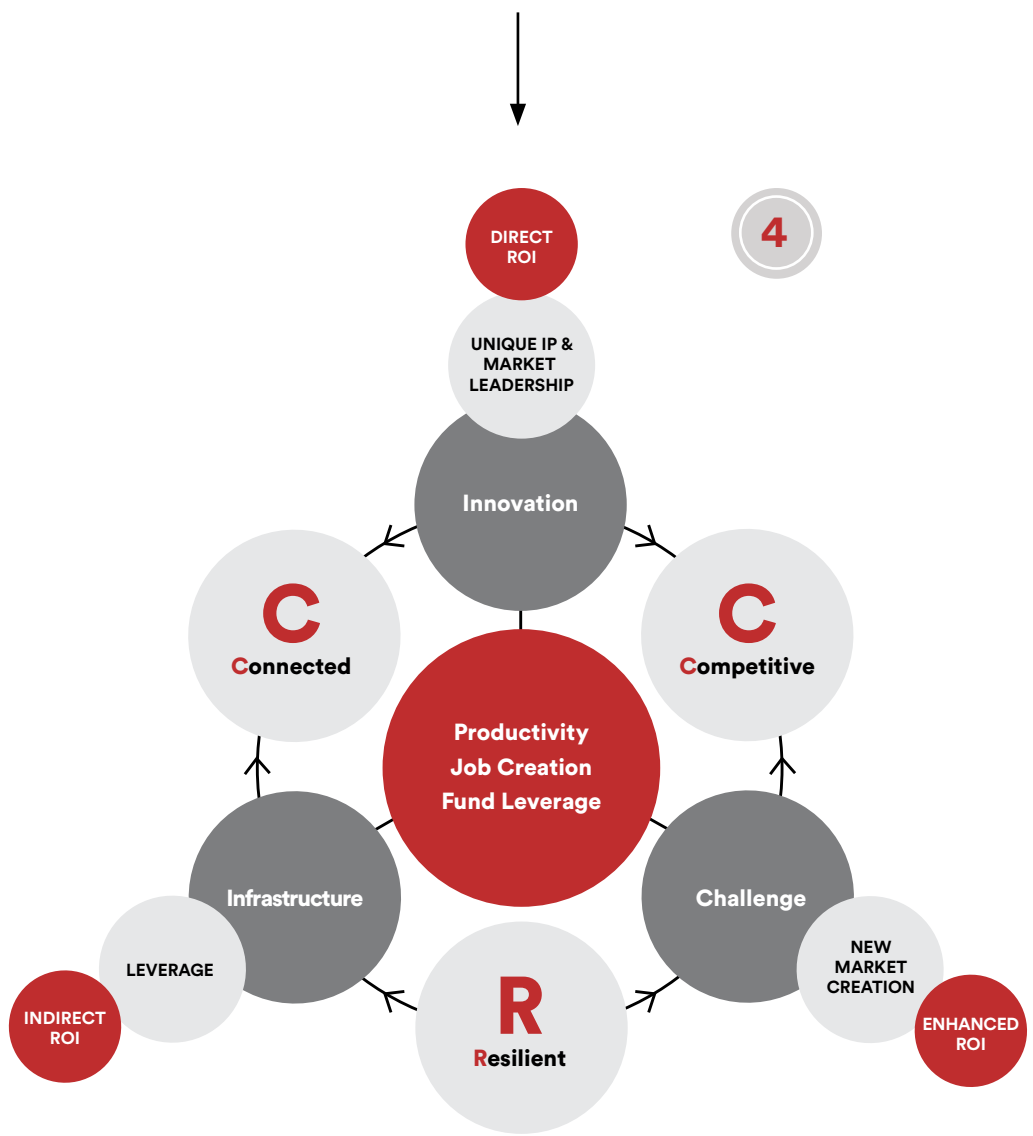 DIRECT
ROI
4
UNIQUE IP &
MARKET
LEADERSHIP
Innovation
C
Connected
C
Competitive
Productivity
Job Creation
Fund Leverage
Infrastructure
Challenge
LEVERAGE
NEW
MARKET
CREATION
INDIRECT
ROI
R
Resilient
ENHANCED
ROI